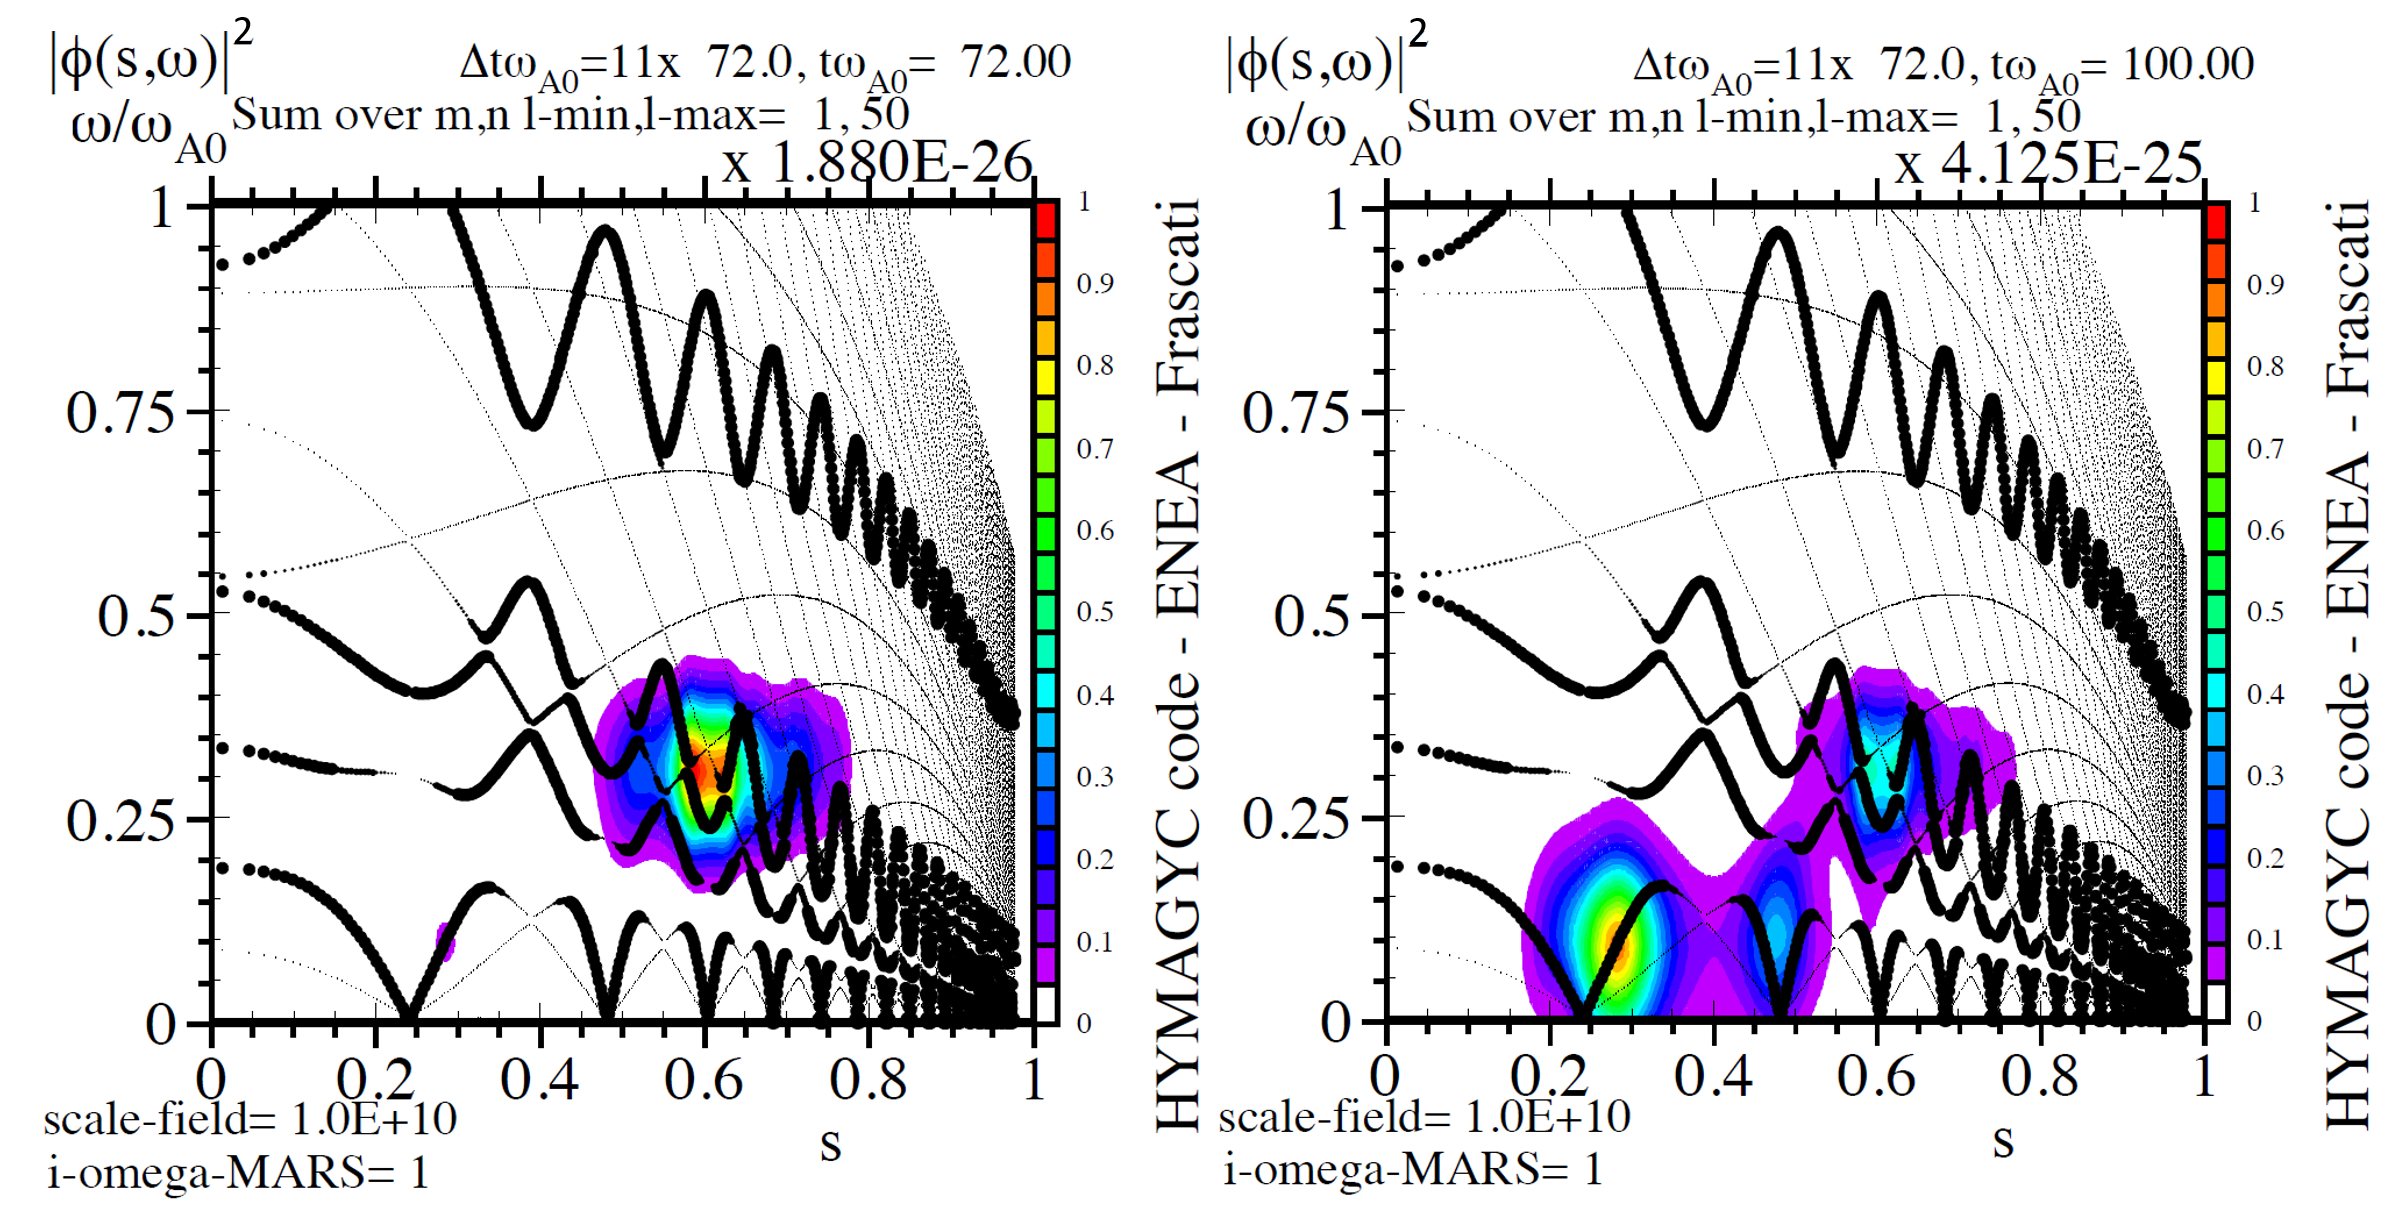 |ϕ(s,ω)|²
ΔtωA0=11x 72.0, tωA0= 72.00
ω/ωA0
Sum over m,n l-min,l-max= 1, 50
x 1.880E-26
1
0.75
0.5
0.25
0
0 0.2 0.4 0.6 0.8 1
s
1
0.9
0.8
0.7
0.6
0.5
0.4
0.3
0.2
0.1
0
HYMAGYC code - ENEA - Frascati
scale-field= 1.0E+10
i-omega-MARS= 1
|ϕ(s,ω)|²
ΔtωA0=11x 72.0, tωA0= 100.00
ω/ωA0
Sum over m,n l-min,l-max= 1, 50
x 4.125E-25
1
0.75
0.5
0.25
0
0 0.2 0.4 0.6 0.8 1
s
1
0.9
0.8
0.7
0.6
0.5
0.4
0.3
0.2
0.1
0
HYMAGYC code - ENEA - Frascati
scale-field= 1.0E+10
i-omega-MARS= 1